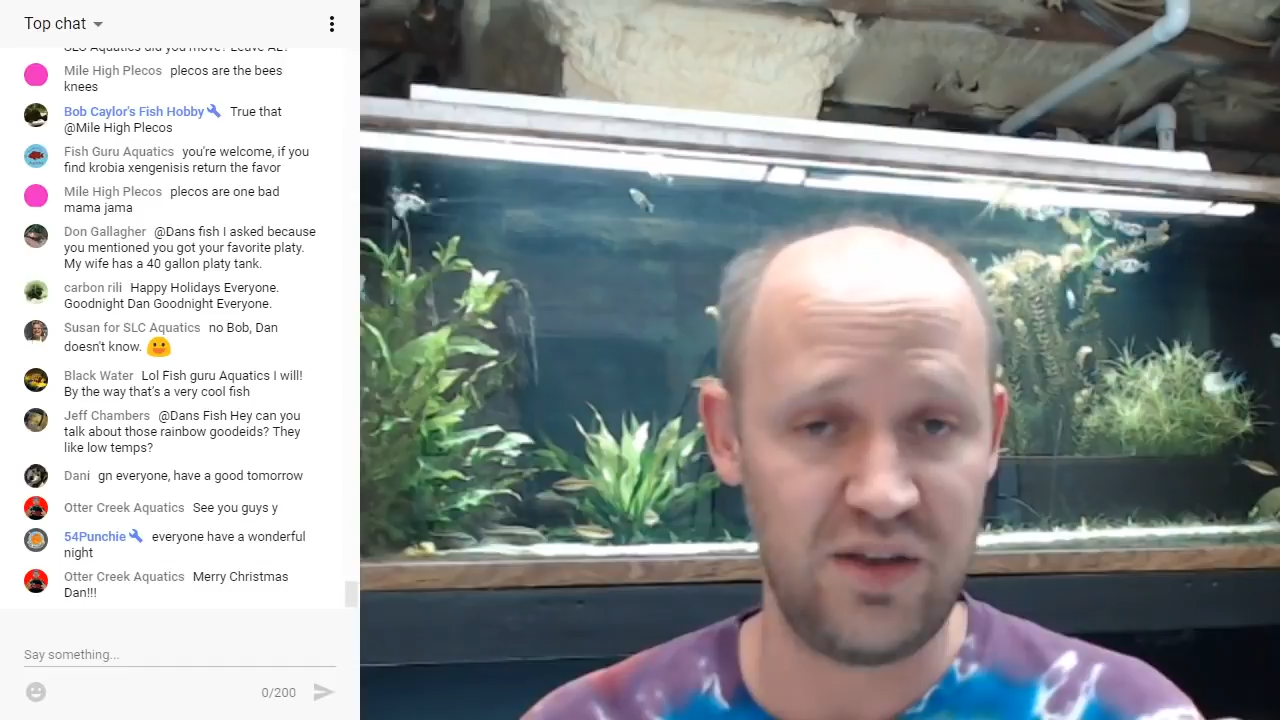 Top chat
SLC Aquatics did you move? Leave AZ?
Mile High Plecos plecos are the bees
knees
Bob Caylor's Fish Hobby True that
@Mile High Plecos
Fish Guru Aquatics you're welcome, if you
find krobia xengenisis return the favor
Mile High Plecos plecos are one bad
mama jama
Don Gallagher @Dans fish I asked because
you mentioned you got your favorite platy.
My wife has a 40 gallon platy tank.
carbon rili Happy Holidays Everyone.
Goodnight Dan Goodnight Everyone.
Susan for SLC Aquatics no Bob, Dan
doesn't know.
Black Water Lol Fish guru Aquatics I will!
By the way that's a very cool fish
Jeff Chambers @Dans Fish Hey can you
talk about those rainbow goodeids? They
like low temps?
Dani gn everyone, have a good tomorrow
Otter Creek Aquatics See you guys y
54Punchie everyone have a wonderful
night
Otter Creek Aquatics Merry Christmas
Dan!!!
Say something...
0/200